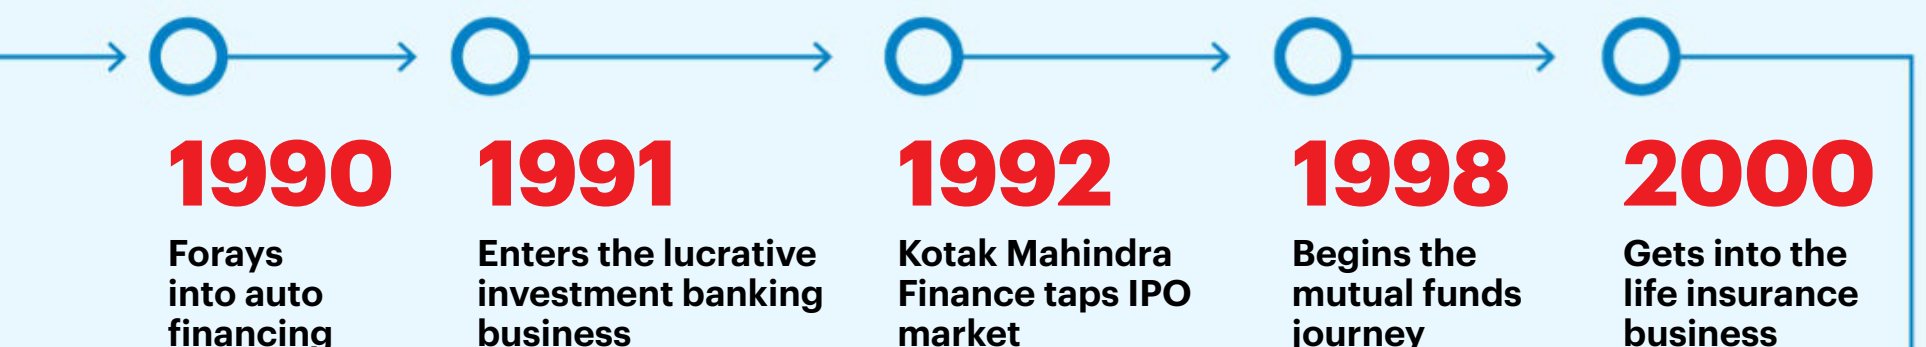 1990
Forays
into auto
financing
1991
Enters the lucrative
investment banking
business
1992
Kotak Mahindra
Finance taps IPO
market
1998
Begins the
mutual funds
journey
2000
Gets into the
life insurance
business